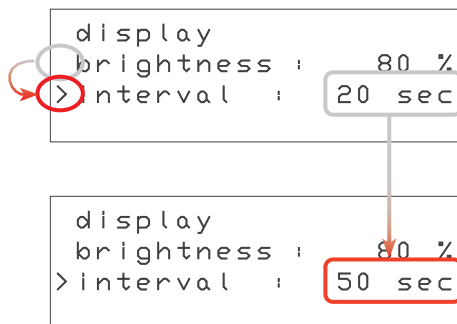 display
brightness : 80 %
>interval : 20 sec
display
brightness : 80 %
>interval : 50 sec